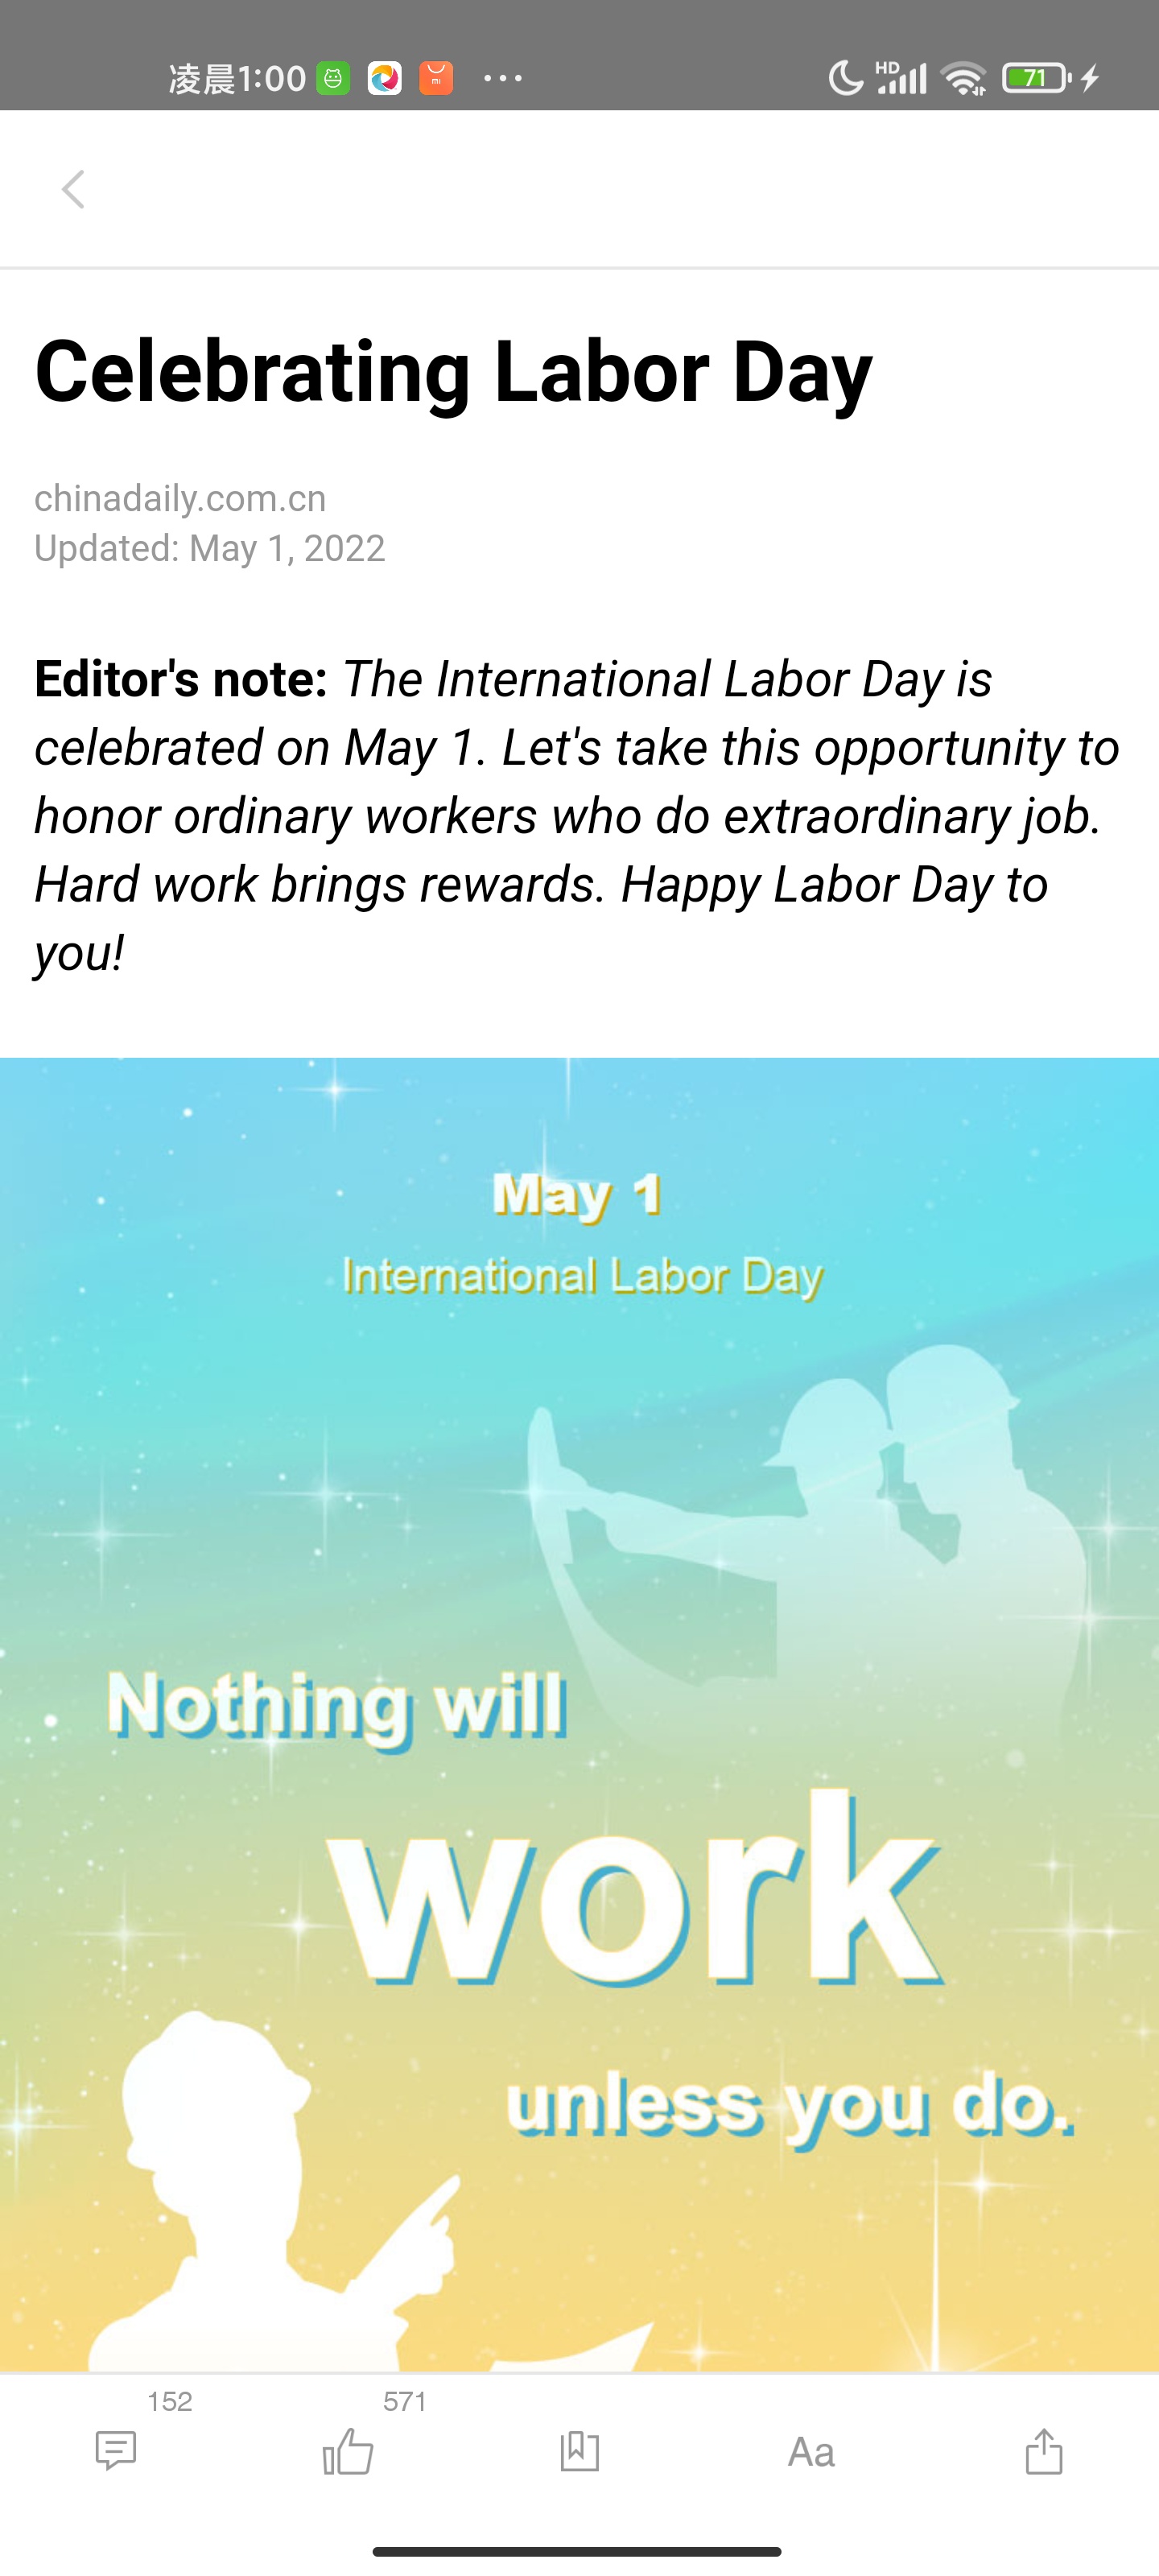 凌晨1:00
mi
...
HD
71
Celebrating Labor Day
chinadaily.com.cn
Updated: May 1, 2022
Editor's note: The International Labor Day is
celebrated on May 1. Let's take this opportunity to
honor ordinary workers who do extraordinary job.
Hard work brings rewards. Happy Labor Day to
you!
May 1
International Labor Day
Nothing will
work
unless you do.
152
571
Aa